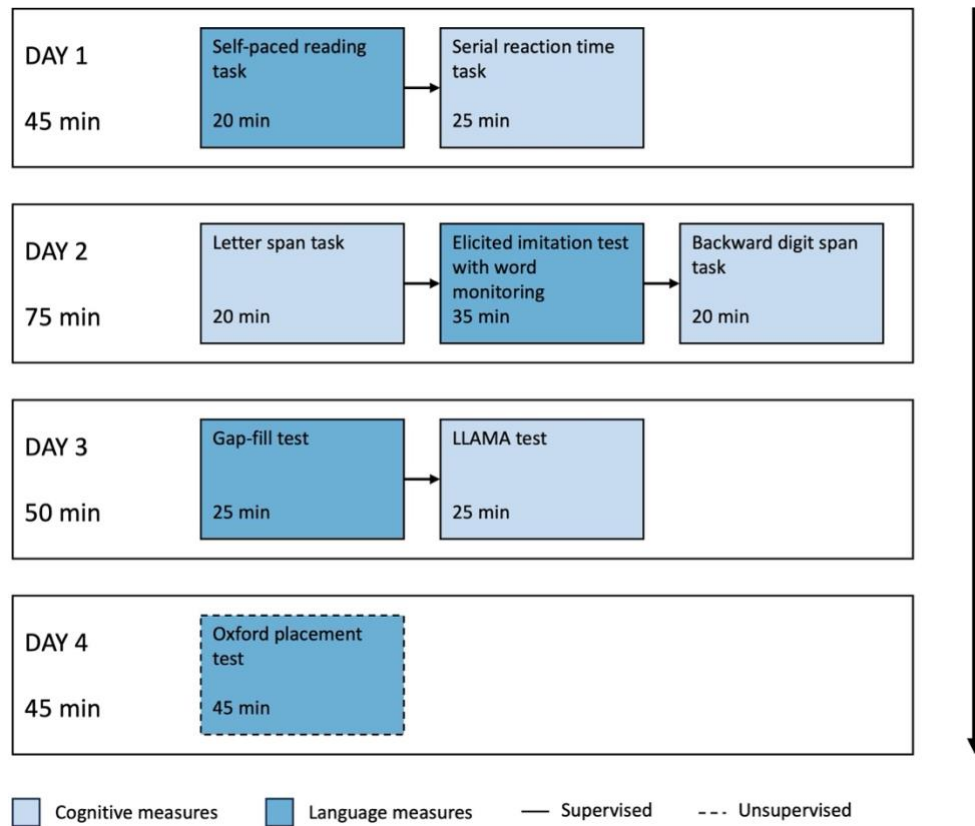 DAY 1
45 min
Self-paced reading
task
20 min
Serial reaction time
task
25 min
DAY 2
75 min
Letter span task
20 min
Elicited imitation test
with word
monitoring
35 min
Backward digit span
task
20 min
DAY 3
50 min
Gap-fill test
25 min
LLAMA test
25 min
DAY 4
45 min
Oxford placement
test
45 min
Cognitive measures
Language measures
Supervised
Unsupervised